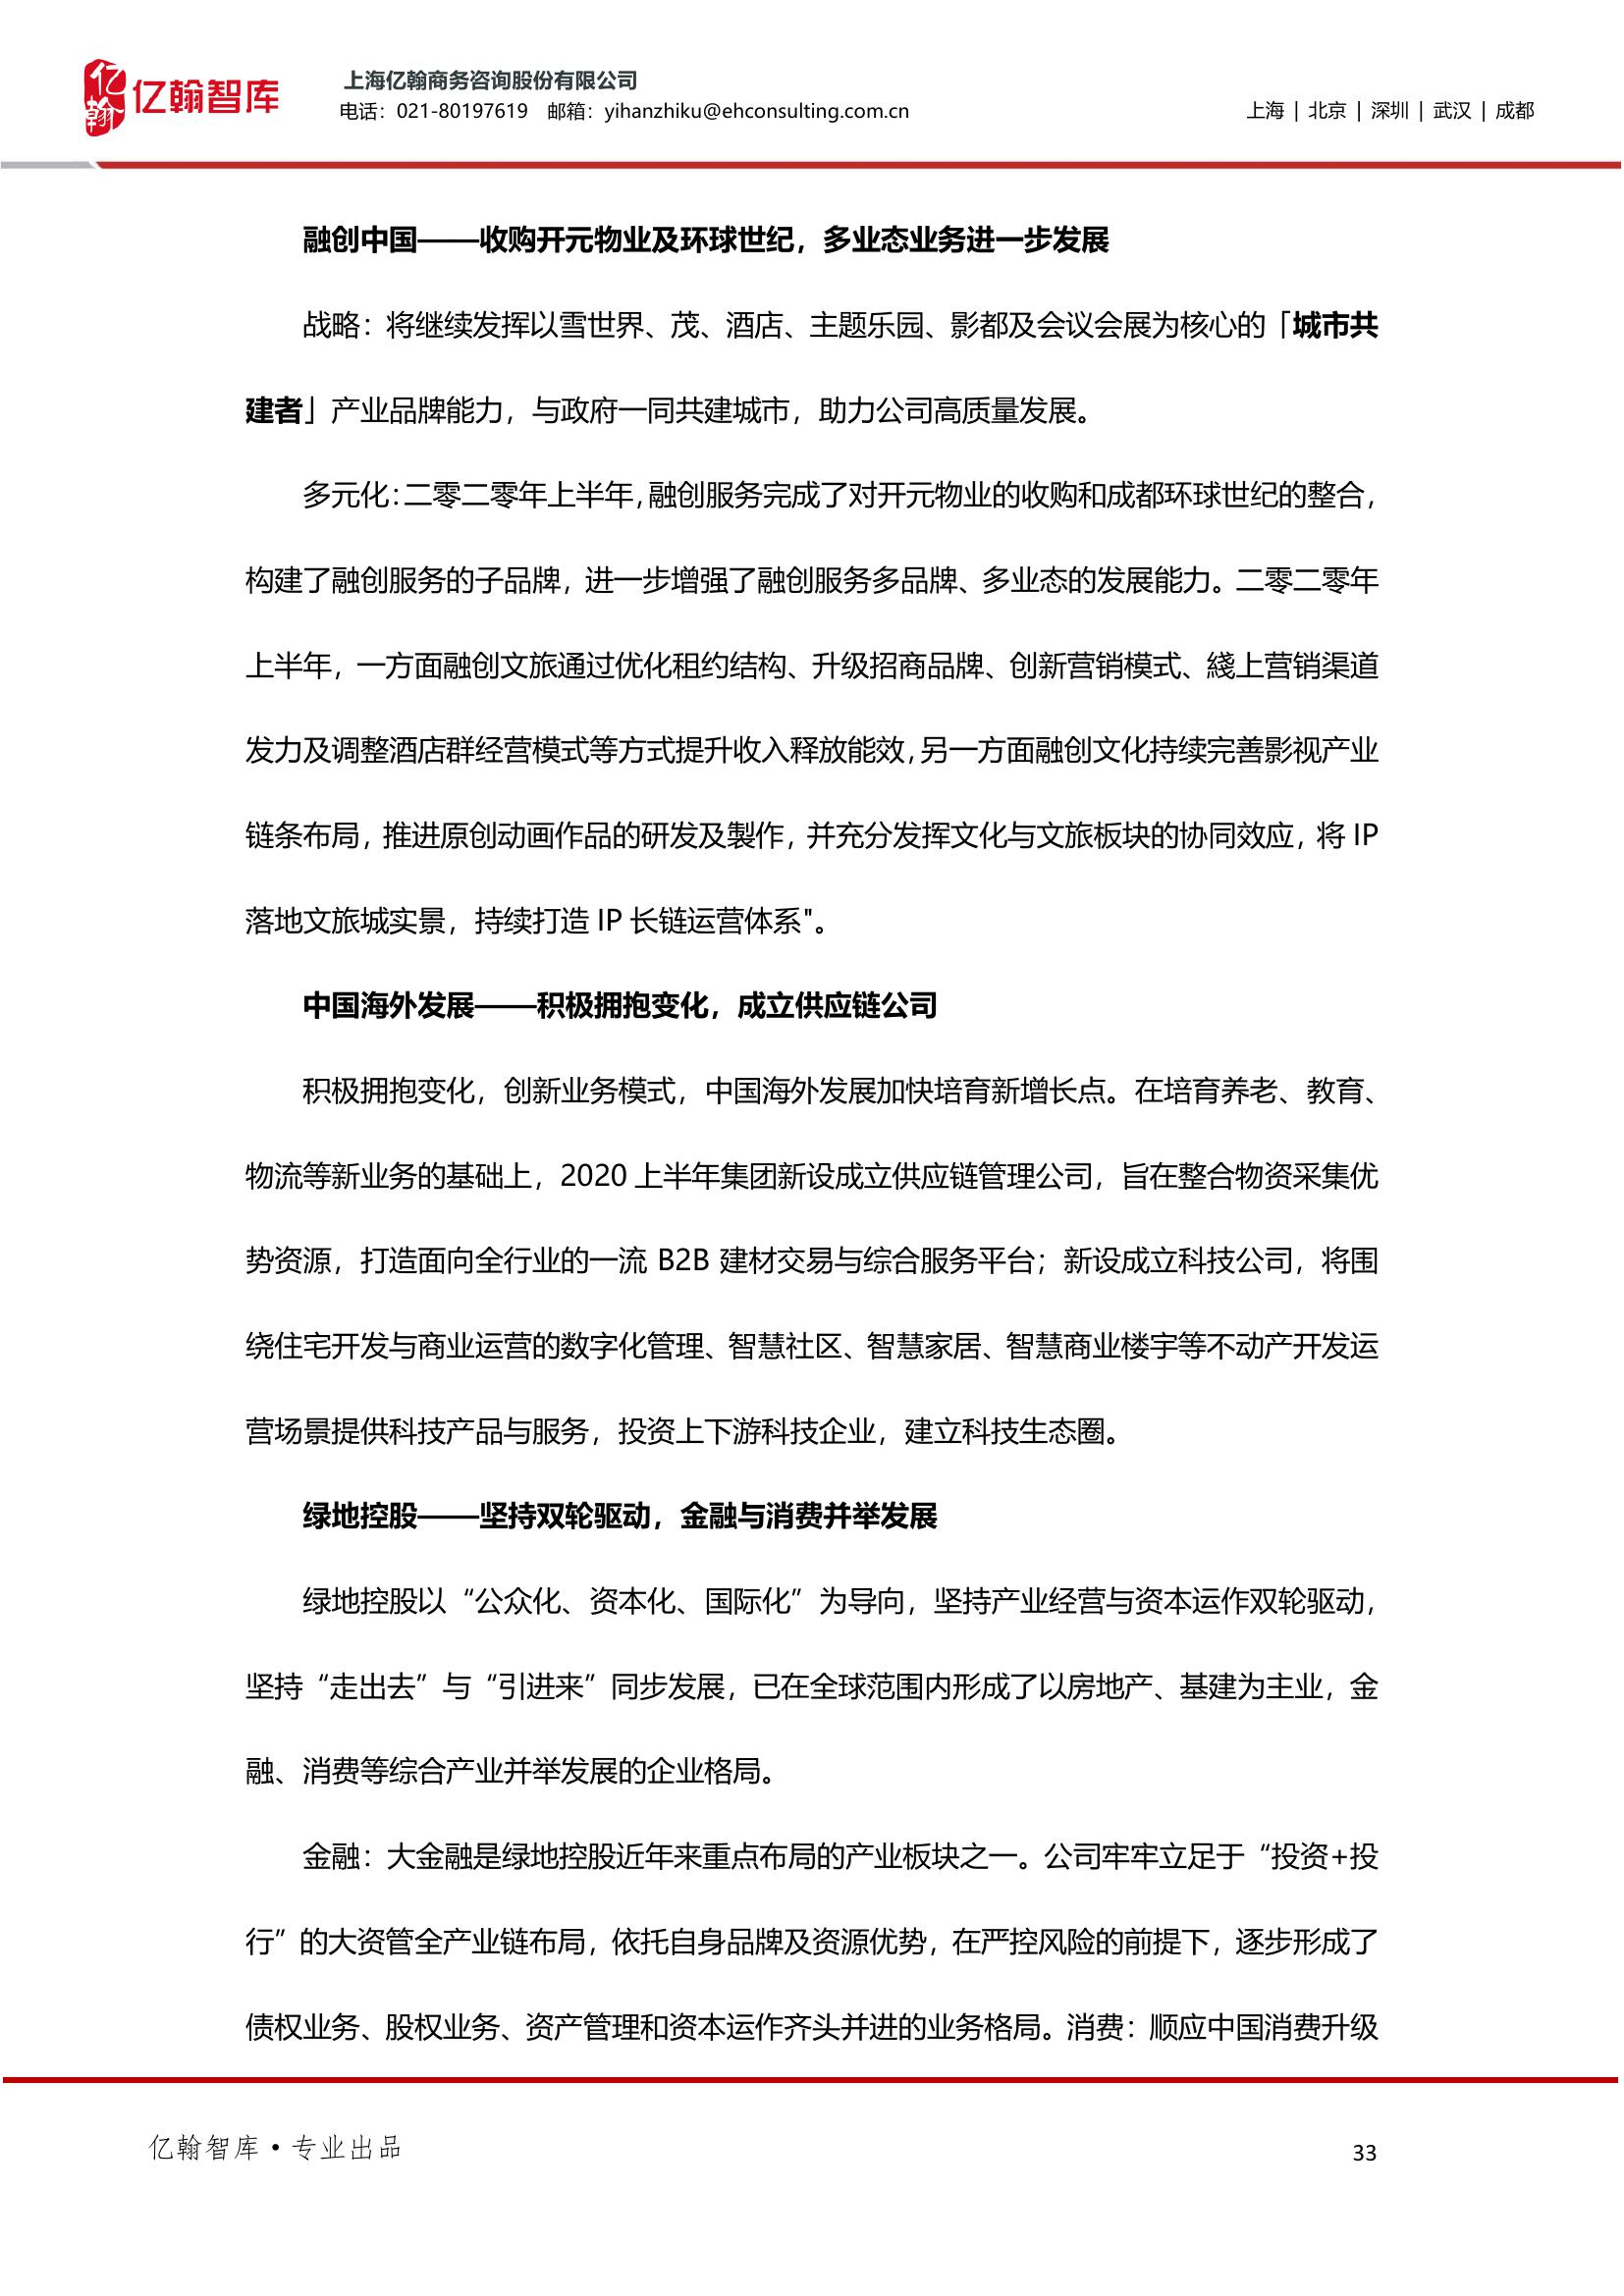 亿翰
亿翰智库
上海亿翰商务咨询股份有限公司
电话：021-80197619 邮箱：yihanzhiku@ehconsulting.com.cn
上海 | 北京 | 深圳 | 武汉 | 成都
融创中国——收购开元物业及环球世纪，多业态业务进一步发展
战略：将继续发挥以雪世界、茂、酒店、主题乐园、影都及会议会展为核心的「城市共
建者」产业品牌能力，与政府一同共建城市，助力公司高质量发展。
多元化：二零二零年上半年，融创服务完成了对开元物业的收购和成都环球世纪的整合，
构建了融创服务的子品牌，进一步增强了融创服务多品牌、多业态的发展能力。二零二零年
上半年，一方面融创文旅通过优化租约结构、升级招商品牌、创新营销模式、綫上营销渠道
发力及调整酒店群经营模式等方式提升收入释放能效，另一方面融创文化持续完善影视产业
链条布局，推进原创动画作品的研发及製作，并充分发挥文化与文旅板块的协同效应，将 IP
落地文旅城实景，持续打造 IP 长链运营体系"。
中国海外发展——积极拥抱变化，成立供应链公司
积极拥抱变化，创新业务模式，中国海外发展加快培育新增长点。在培育养老、教育、
物流等新业务的基础上，2020 上半年集团新设成立供应链管理公司，旨在整合物资采集优
势资源，打造面向全行业的一流 B2B 建材交易与综合服务平台；新设成立科技公司，将围
绕住宅开发与商业运营的数字化管理、智慧社区、智慧家居、智慧商业楼宇等不动产开发运
营场景提供科技产品与服务，投资上下游科技企业，建立科技生态圈。
绿地控股——坚持双轮驱动，金融与消费并举发展
绿地控股以“公众化、资本化、国际化”为导向，坚持产业经营与资本运作双轮驱动，
坚持“走出去”与“引进来”同步发展，已在全球范围内形成了以房地产、基建为主业，金
融、消费等综合产业并举发展的企业格局。
金融：大金融是绿地控股近年来重点布局的产业板块之一。公司牢牢立足于“投资+投
行”的大资管全产业链布局，依托自身品牌及资源优势，在严控风险的前提下，逐步形成了
债权业务、股权业务、资产管理和资本运作齐头并进的业务格局。消费：顺应中国消费升级
亿翰智库·专业出品
33